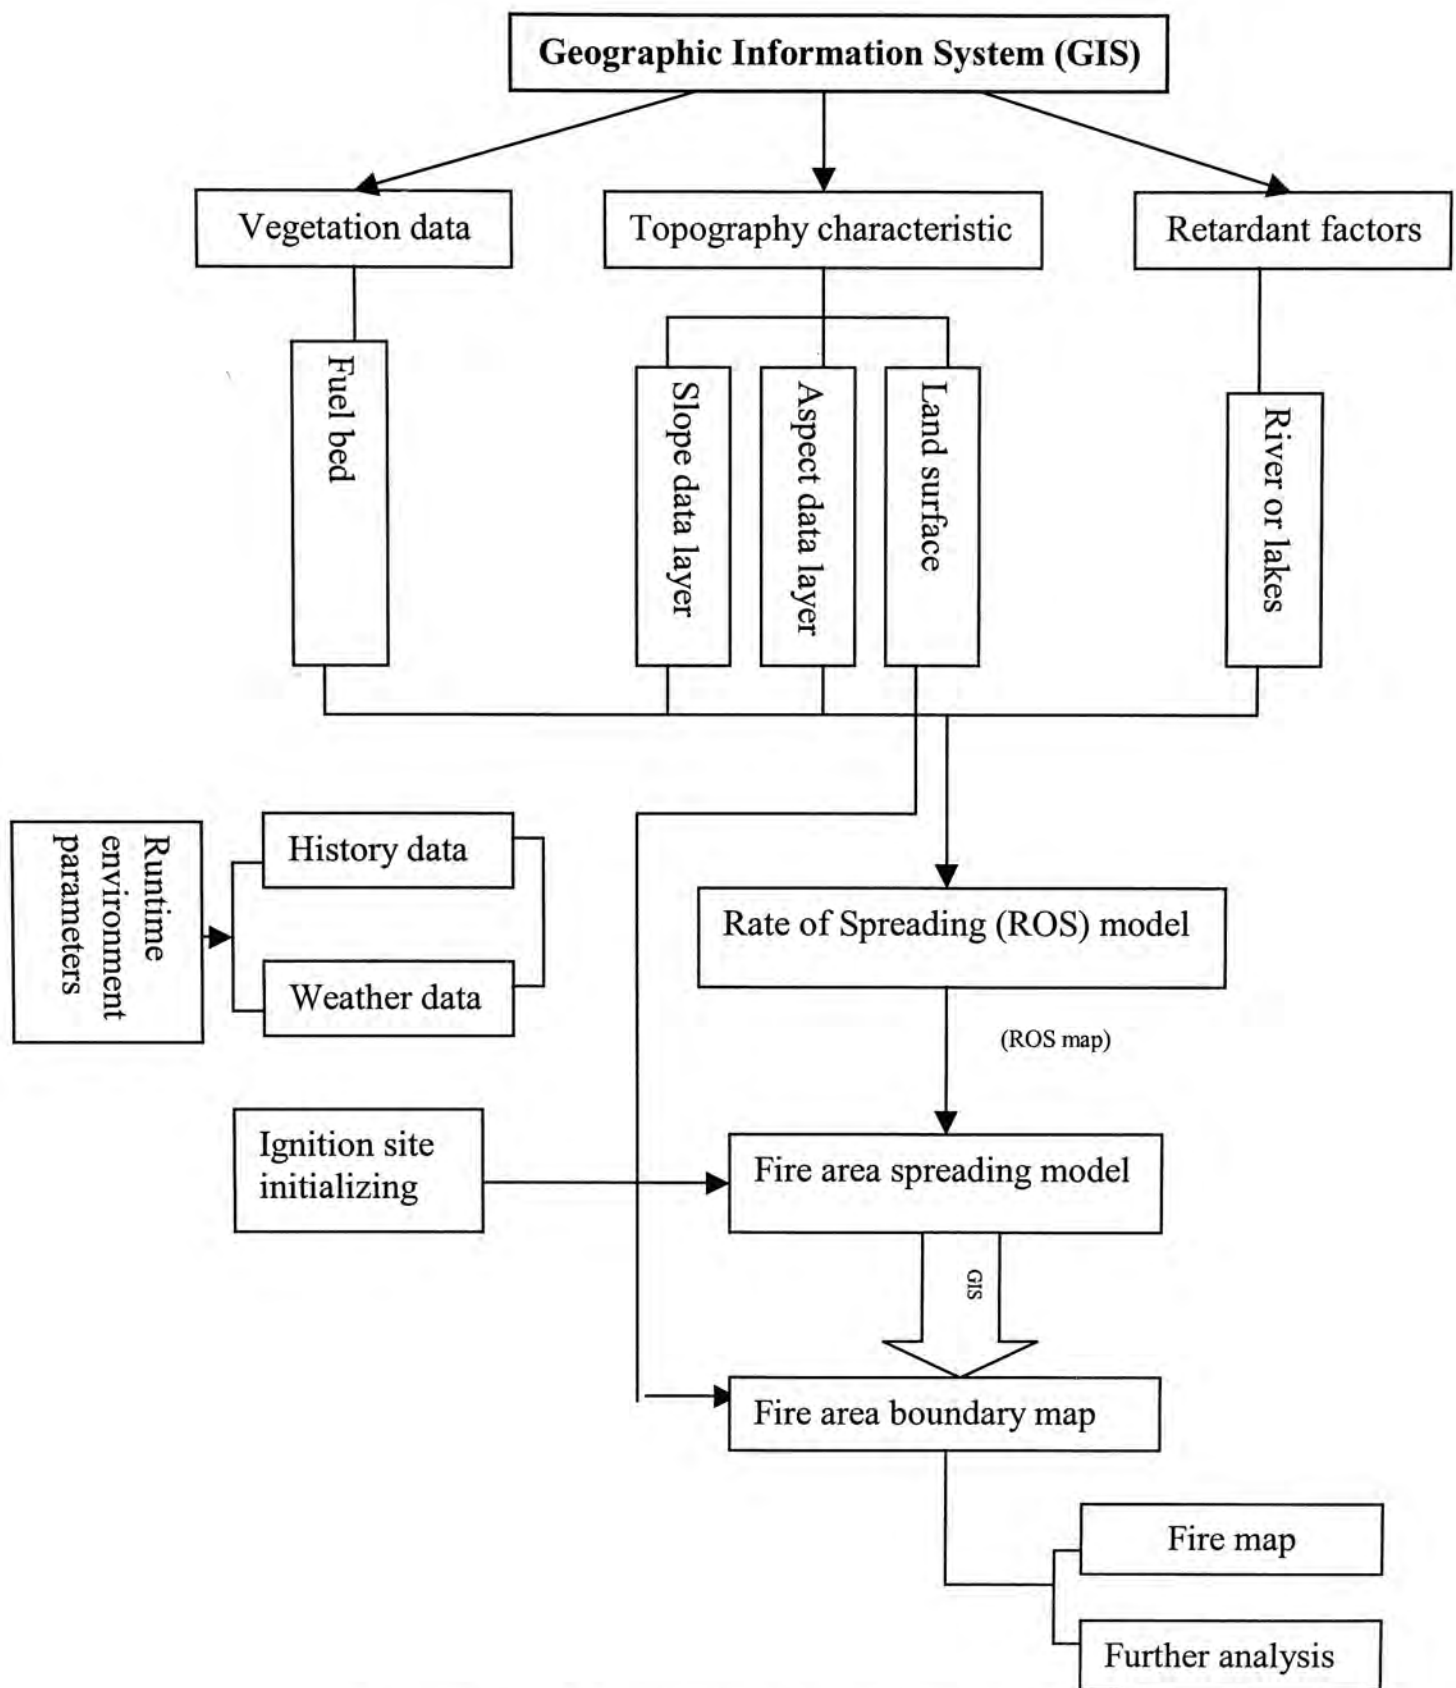 Geographic Information System (GIS)
Vegetation data
Topography characteristic
Retardant factors
Fuel bed
Slope data layer
Aspect data layer
Land surface
River or lakes
Runtime
environment
parameters
History data
Weather data
Rate of Spreading (ROS) model
(ROS map)
Ignition site
initializing
Fire area spreading model
GIS
Fire area boundary map
Fire map
Further analysis